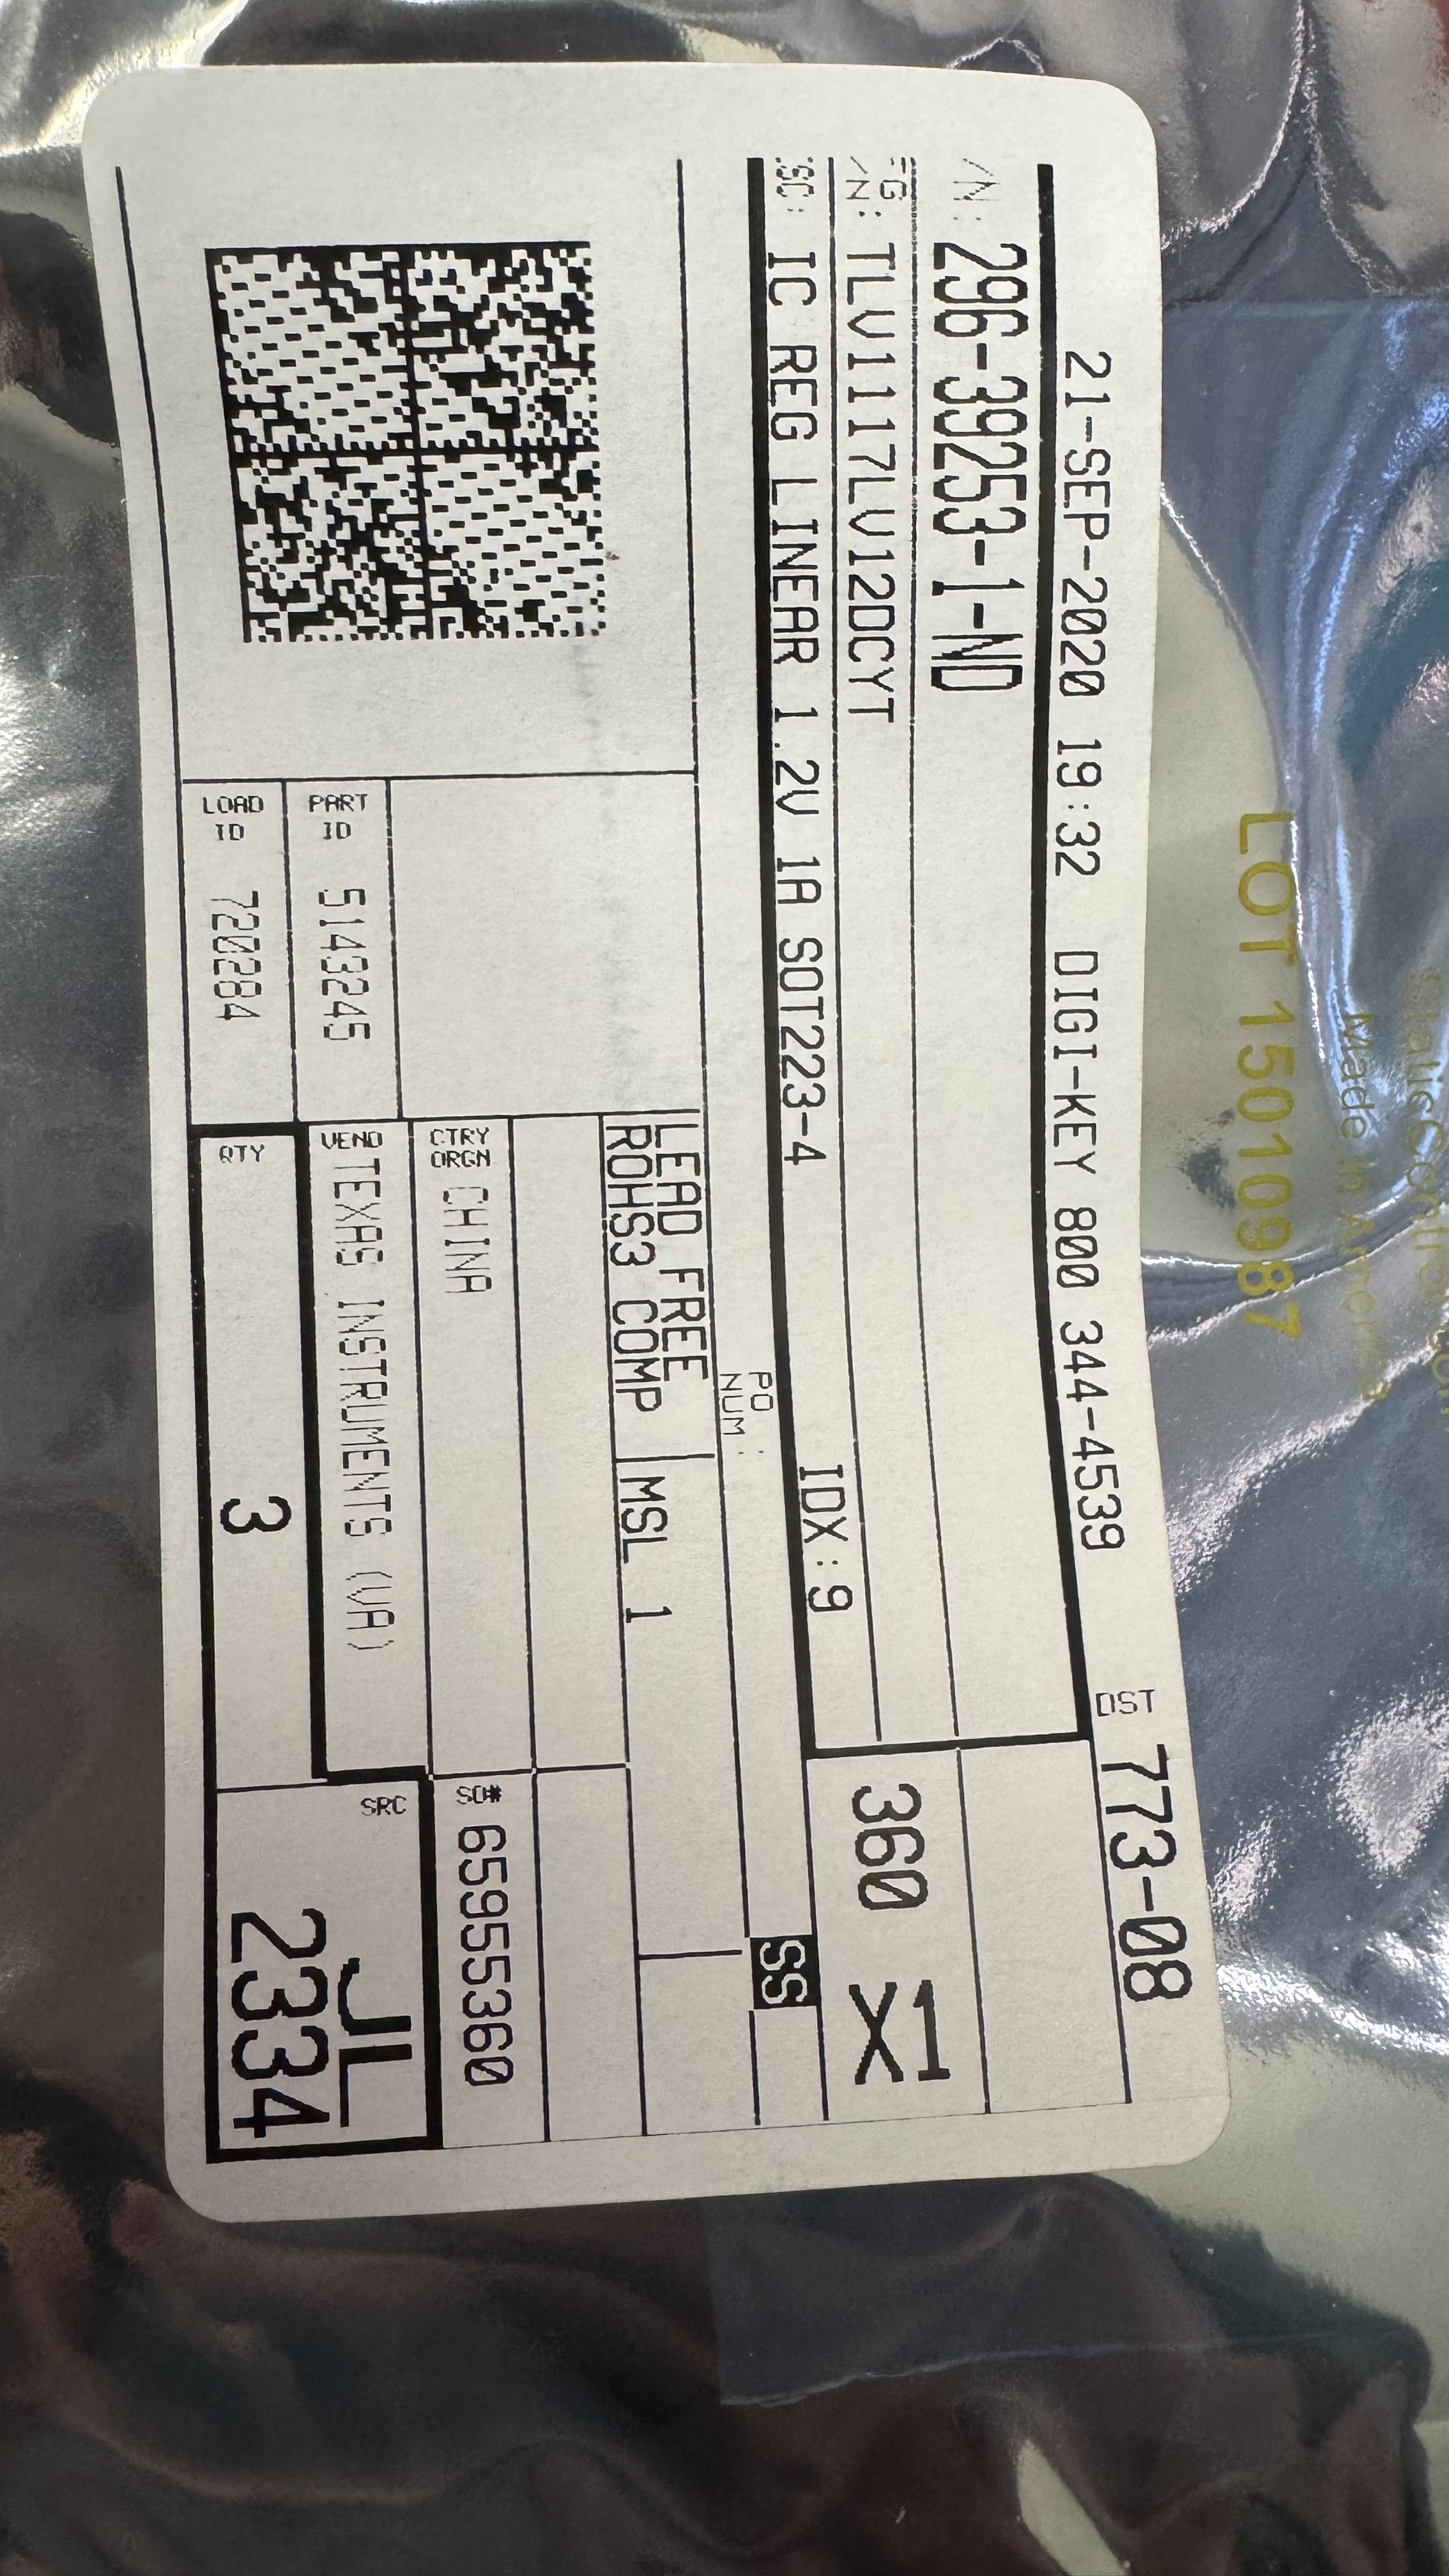 21-SEP-2020 19:32 DIGI-KEY 800 344-4539
DST 773-08
/N: 296-39253-1-ND
/N: TLV1117LV12DCYT
360 X1
IC REG LINEAR 1.2V 1A SOT223-4
IDX:9
PO
NUM:
SS
LEAD FREE
ROHS3 COMP
MSL 1
CTRY
ORGN CHINA
SO# 65955360
PART
ID 5143245
VEND TEXAS INSTRUMENTS (VA)
LOAD
ID 720284
QTY 3
SRC
JL
2334
LOT 15010987
Made in America